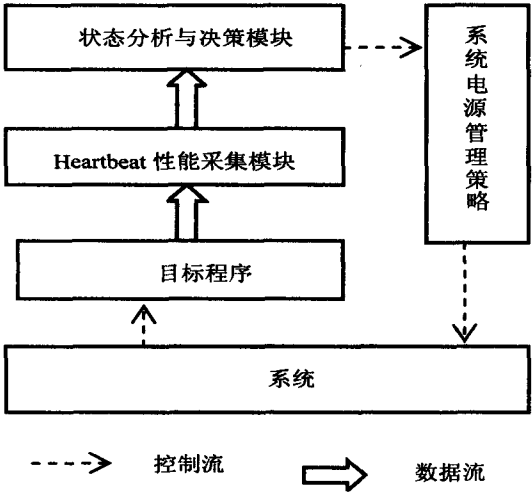 状态分析与决策模块
系统电源管理策略
Heartbeat 性能采集模块
目标程序
系统
控制流
数据流